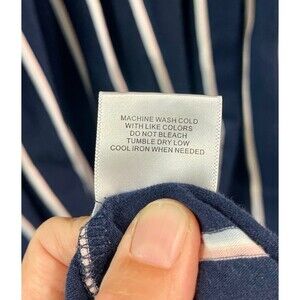 MACHINE WASH COLD
WITH LIKE COLORS
DO NOT BLEACH
TUMBLE DRY LOW
COOL IRON WHEN NEEDED